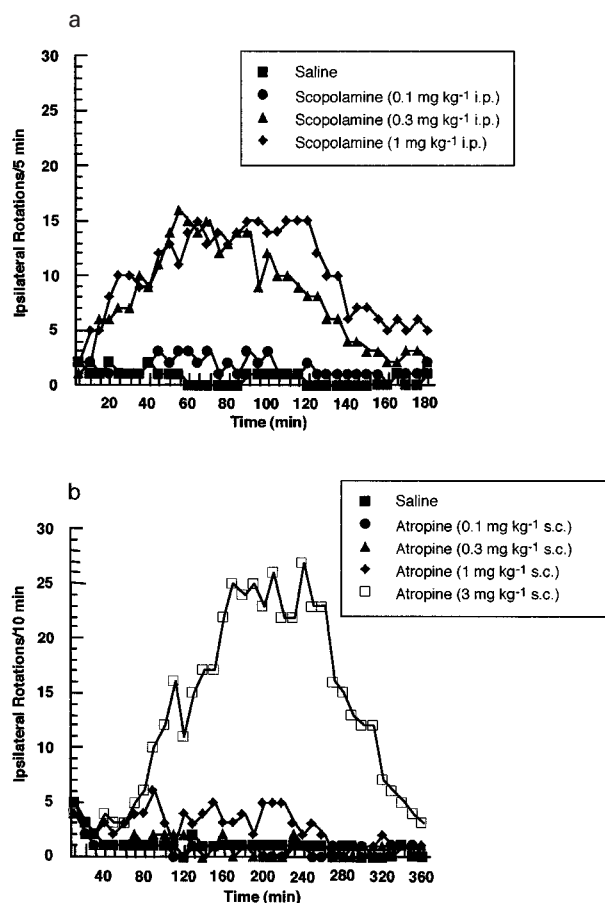 a
Saline
Scopolamine (0.1 mg kg-1 i.p.)
Scopolamine (0.3 mg kg-1 i.p.)
Scopolamine (1 mg kg-1 i.p.)
Ipsilateral Rotations/5 min
30
25
20
15
10
5
0
20 40 60 80 100 120 140 160 180
Time (min)
b
Saline
Atropine (0.1 mg kg-1 s.c.)
Atropine (0.3 mg kg-1 s.c.)
Atropine (1 mg kg-1 s.c.)
Atropine (3 mg kg-1 s.c.)
Ipsilateral Rotations/10 min
30
25
20
15
10
5
0
40 80 120 160 200 240 280 320 360
Time (min)